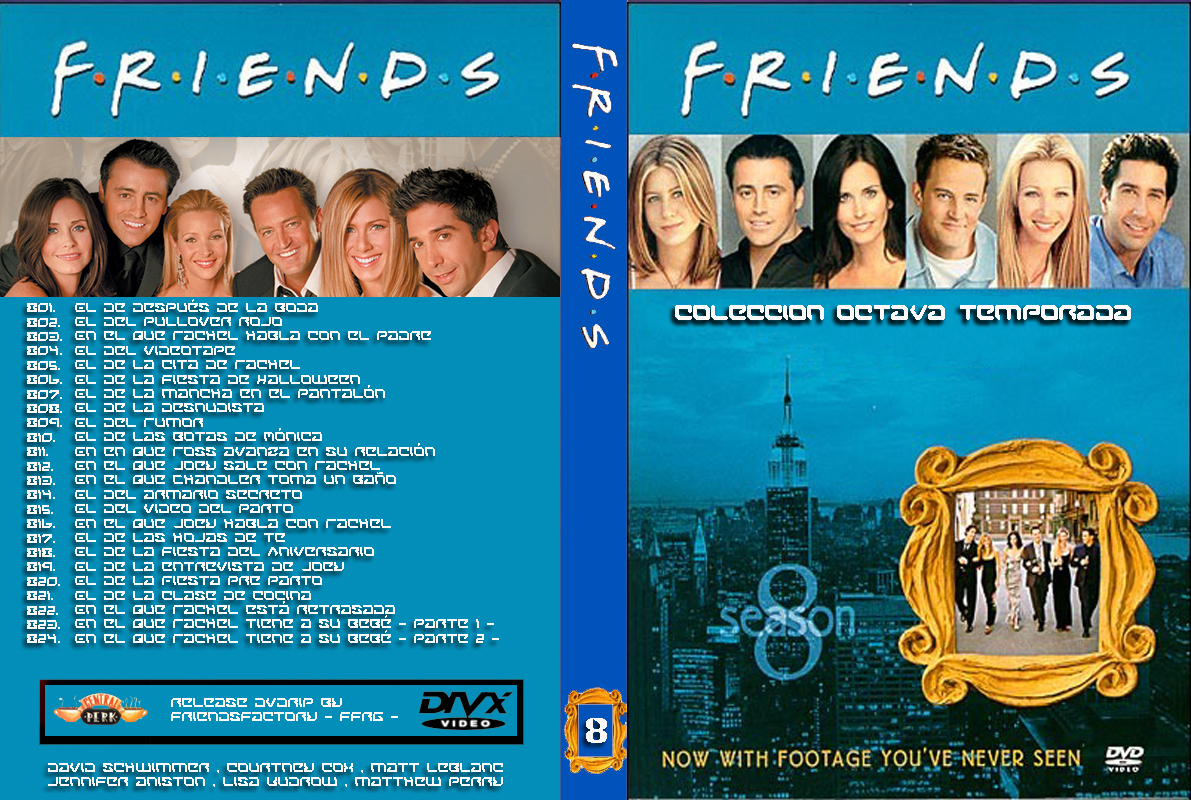 F·R·I·E·N·D·S
801. EL DE DESPUÉS DE LA BODA
802. EL DEL PULLOVER ROJO
803. EN EL QUE RACHEL HABLA CON EL PADRE
804. EL DEL VIDEOTAPE
805. EL DE LA CITA DE RACHEL
806. EL DE LA FIESTA DE HALLOWEEN
807. EL DE LA MANCHA EN EL PANTALÓN
808. EL DE LA DESNUDISTA
809. EL DEL RUMOR
810. EL DE LAS BOTAS DE MÓNICA
811. EN EN QUE ROSS AVANZA EN SU RELACIÓN
812. EN EL QUE JOEY SALE CON RACHEL
813. EN EL QUE CHANDLER TOMA UN BAÑO
814. EL DEL ARMARIO SECRETO
815. EL DEL VIDEO DEL PARTO
816. EN EL QUE JOEY HABLA CON RACHEL
817. EL DE LAS HOJAS DE TE
818. EL DE LA FIESTA DEL ANIVERSARIO
819. EL DE LA ENTREVISTA DE JOEY
820. EL DE LA FIESTA PRE PARTO
821. EL DE LA CLASE DE COCINA
822. EN EL QUE RACHEL ESTÁ RETRASADA
823. EN EL QUE RACHEL TIENE A SU BEBÉ - PARTE 1 -
824. EN EL QUE RACHEL TIENE A SU BEBÉ - PARTE 2 -
CENTRAL
PERK
RELEASE DVDRIP BY
FRIENDSFACTORY - FFRG -
DIVX
VIDEO
DAVID SCHWIMMER , COURTNEY COX , MATT LEBLANC
JENNIFER ANISTON , LISA KUDROW , MATTHEW PERRY
F·R·I·E·N·D·S
8
F·R·I·E·N·D·S
COLECCION OCTAVA TEMPORADA
8
season
NOW WITH FOOTAGE YOU'VE NEVER SEEN
DVD
VIDEO